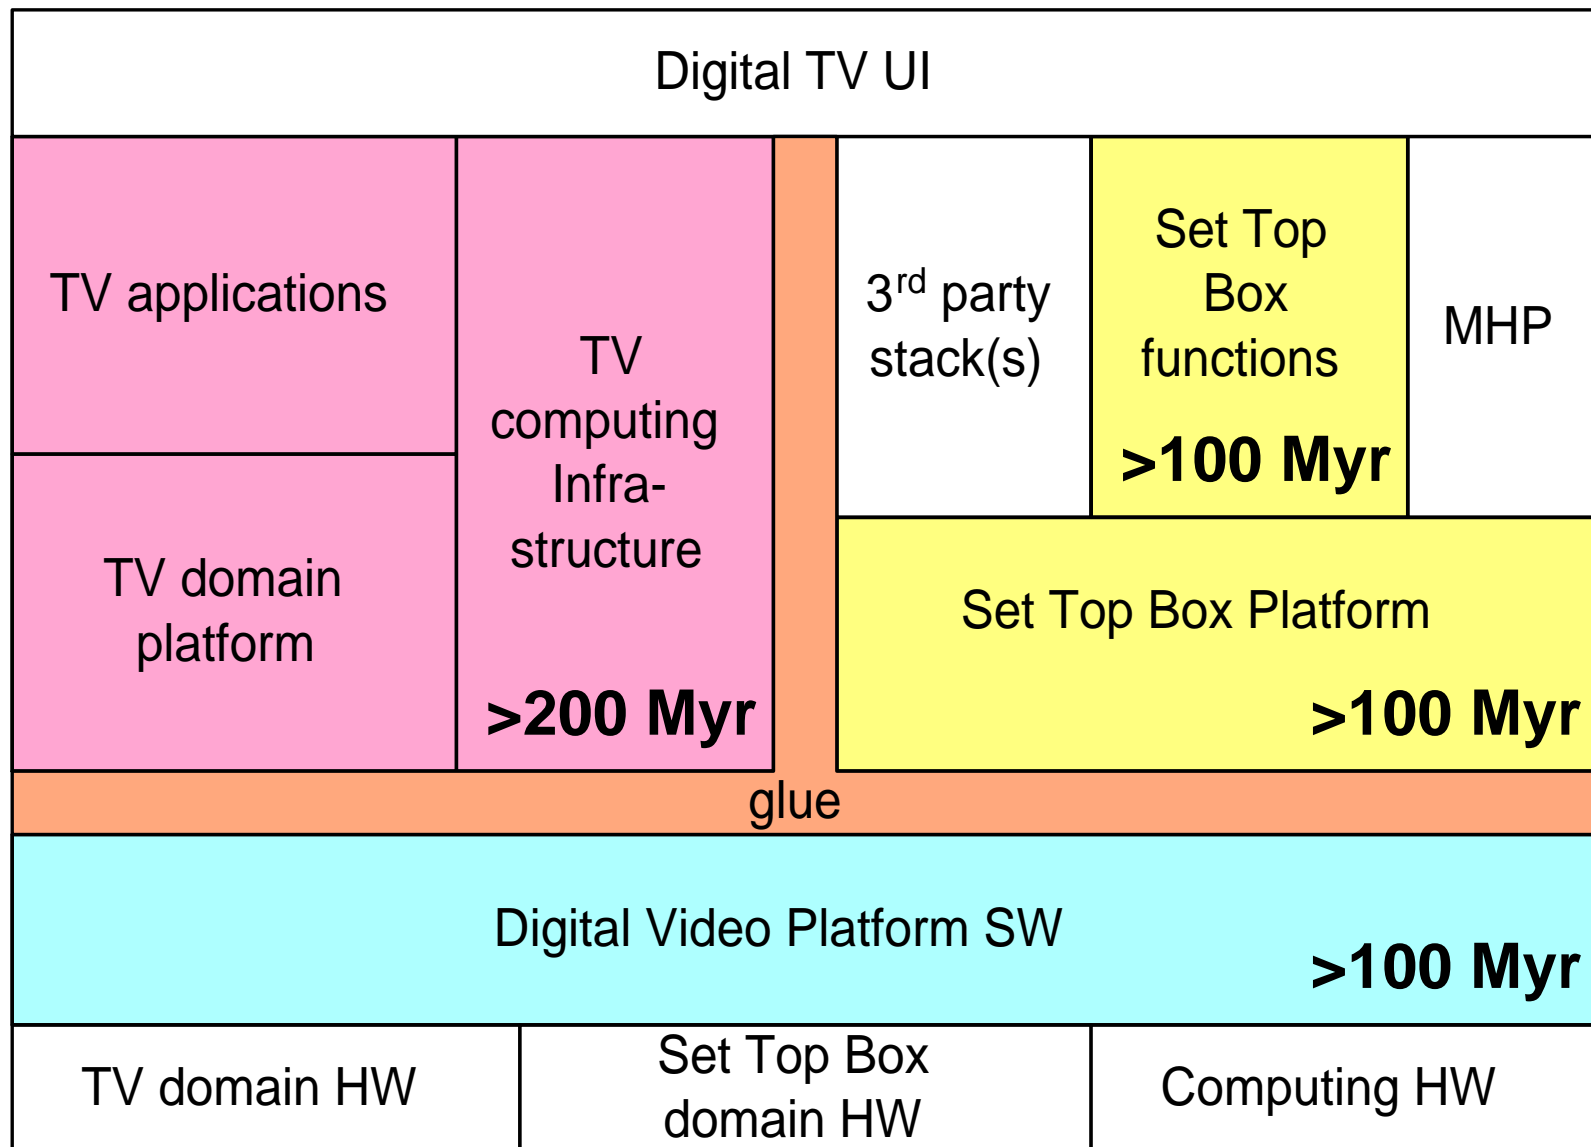 Digital TV UI
TV applications
TV domain
platform
TV
computing
Infra-
structure
>200 Myr
3rd party
stack(s)
Set Top
Box
functions
>100 Myr
MHP
Set Top Box Platform
>100 Myr
glue
Digital Video Platform SW
>100 Myr
TV domain HW
Set Top Box
domain HW
Computing HW